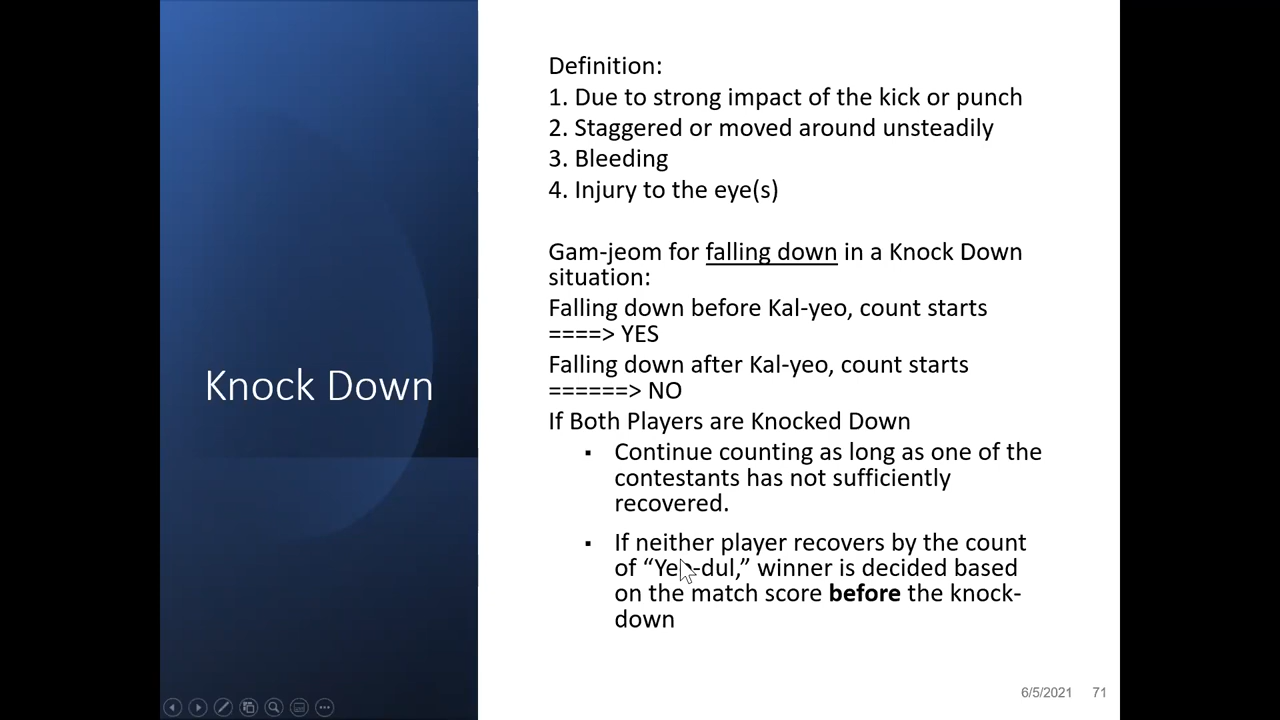 Knock Down
Definition:
1. Due to strong impact of the kick or punch
2. Staggered or moved around unsteadily
3. Bleeding
4. Injury to the eye(s)
Gam-jeom for falling down in a Knock Down
situation:
Falling down before Kal-yeo, count starts
====> YES
Falling down after Kal-yeo, count starts
======> NO
If Both Players are Knocked Down
▪ Continue counting as long as one of the
contestants has not sufficiently
recovered.
▪ If neither player recovers by the count
of winner is decided based
on the match score before the knock-
down
6/5/2021 71